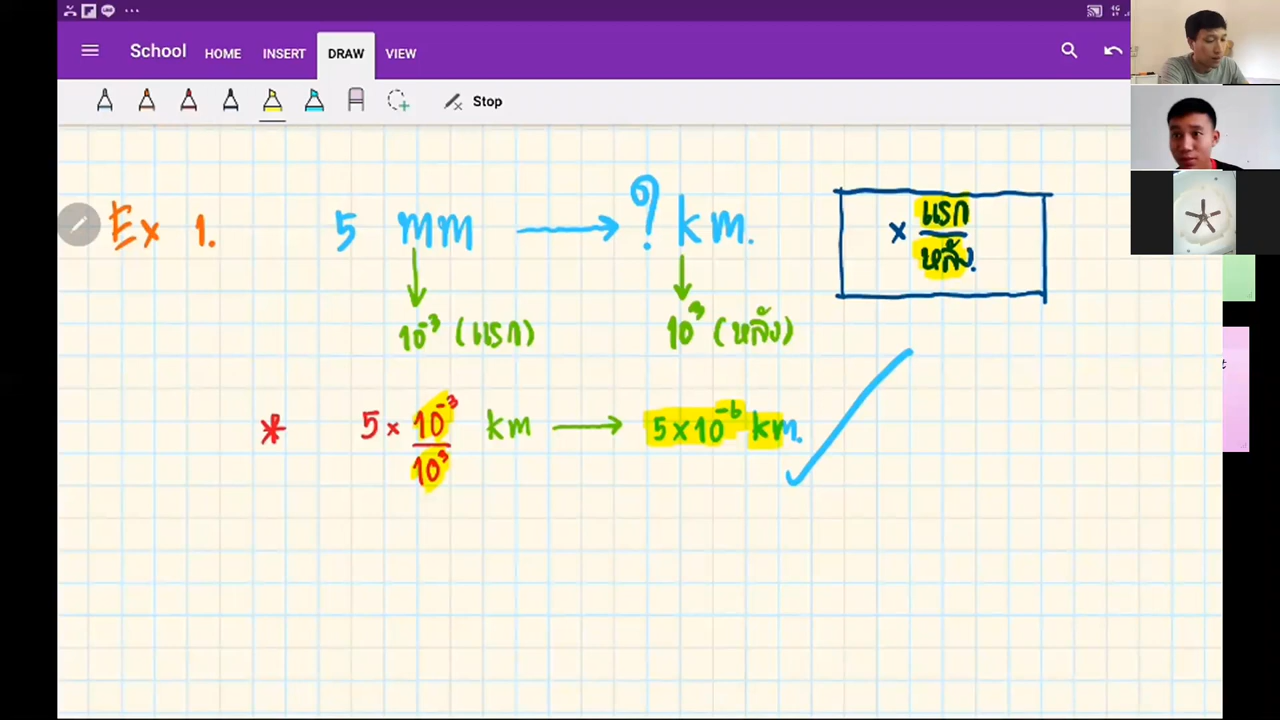 4G
School HOME INSERT DRAW VIEW
Stop
Ex 1. 5 mm → ? km.
× แรก
หลัง.
10⁻³ (แรก) 10³ (หลัง)
* 5 × 10⁻³ / 10³ km → 5 × 10⁻⁶ km.